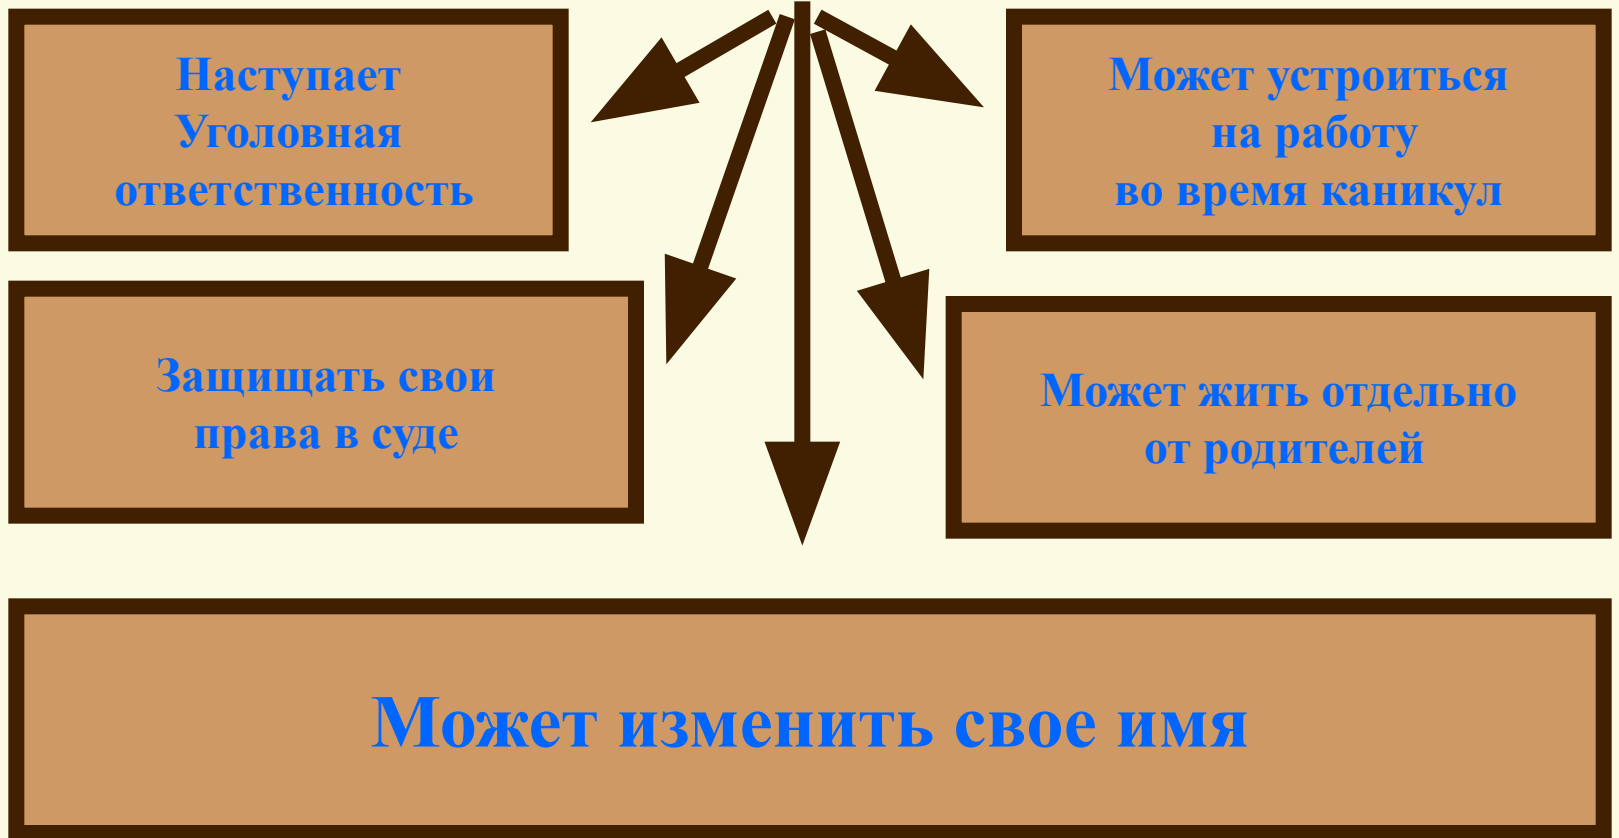 Наступает
Уголовная
ответственность
Может устроиться
на работу
во время каникул
Защищать свои
права в суде
Может жить отдельно
от родителей
Может изменить свое имя